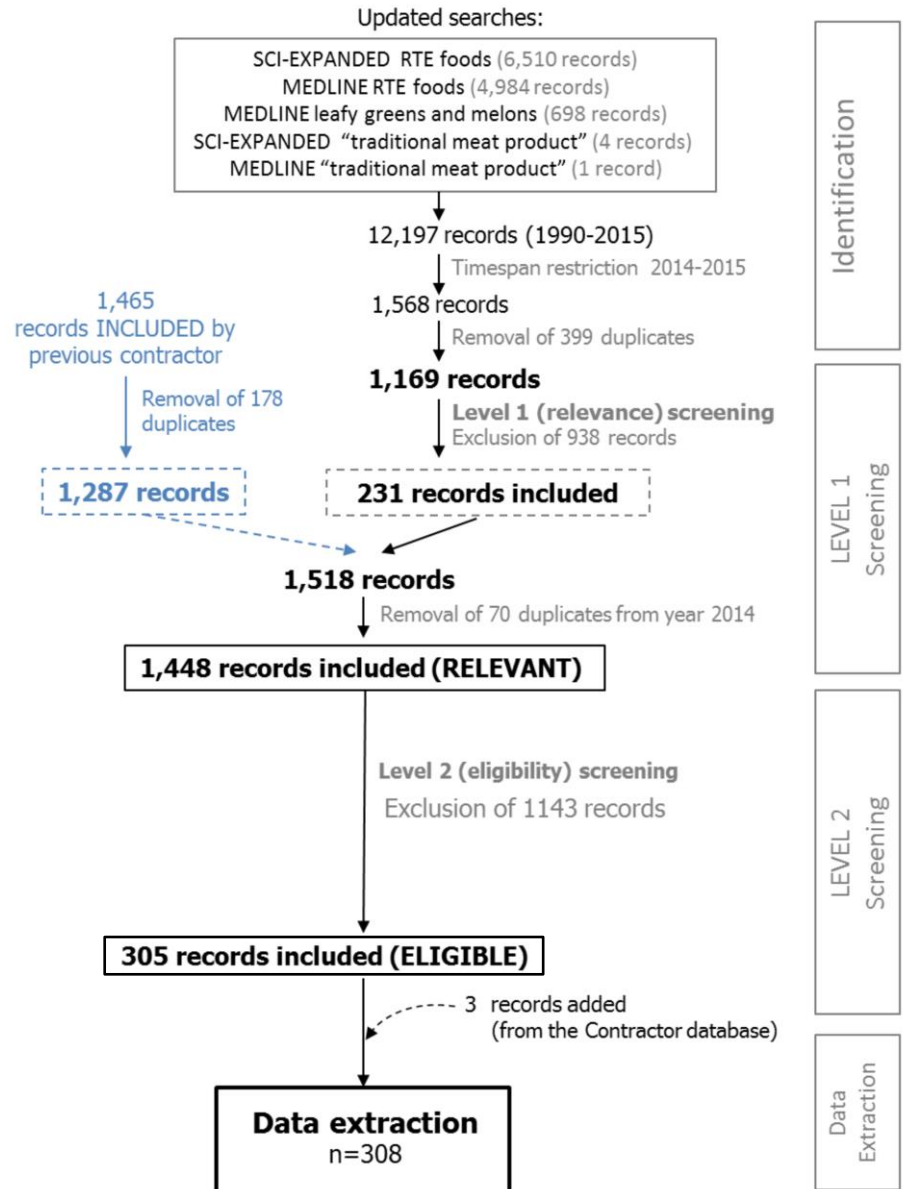 Updated searches:
SCI-EXPANDED RTE foods (6,510 records)
MEDLINE RTE foods (4,984 records)
MEDLINE leafy greens and melons (698 records)
SCI-EXPANDED “traditional meat product” (4 records)
MEDLINE “traditional meat product” (1 record)
12,197 records (1990-2015)
Timespan restriction 2014-2015
1,568 records
Removal of 399 duplicates
1,169 records
Level 1 (relevance) screening
Exclusion of 938 records
231 records included
1,465
records INCLUDED by
previous contractor
Removal of 178
duplicates
1,287 records
1,518 records
Removal of 70 duplicates from year 2014
1,448 records included (RELEVANT)
Level 2 (eligibility) screening
Exclusion of 1143 records
305 records included (ELIGIBLE)
3 records added
(from the Contractor database)
Data extraction
n=308
Identification
LEVEL 1
Screening
LEVEL 2
Screening
Data
Extraction